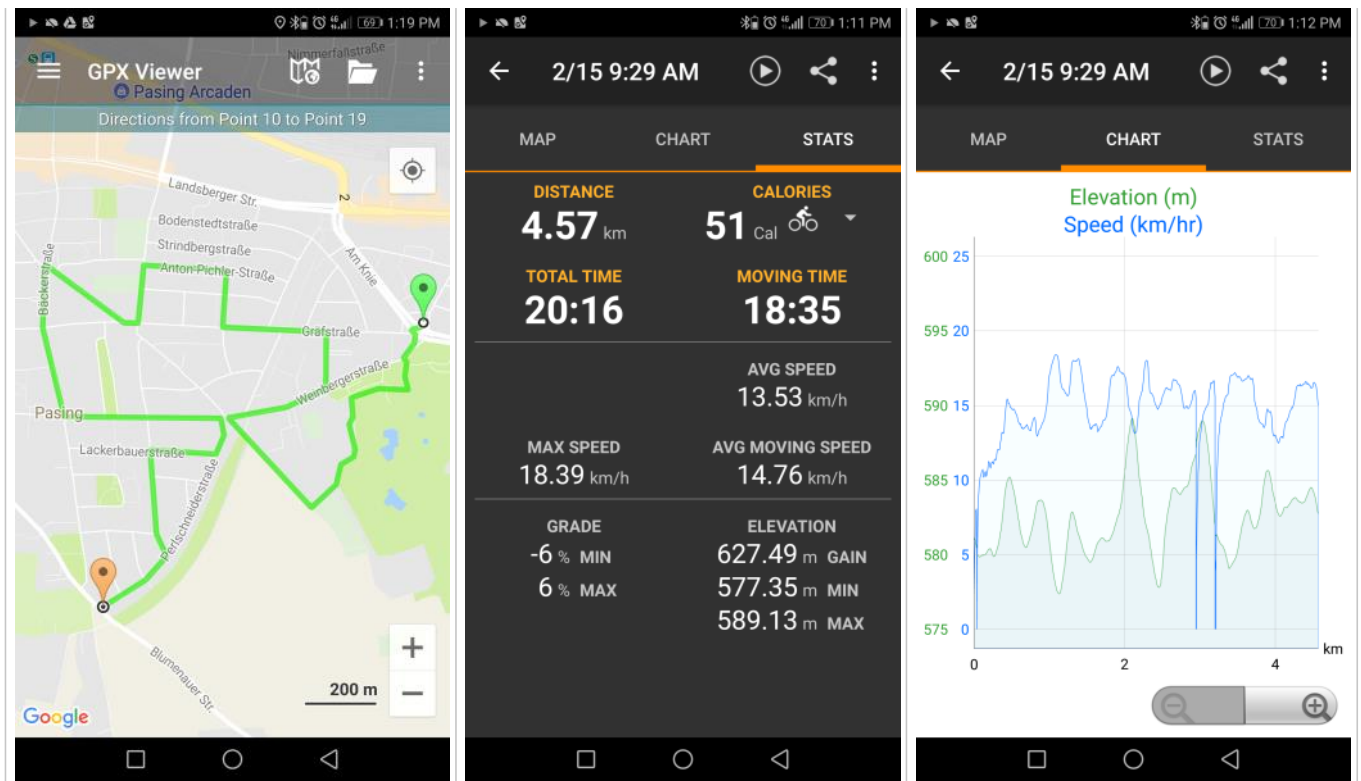 69 1:19 PM
Nimmerfallstraße
GPX Viewer
Pasing Arcaden
Directions from Point 10 to Point 19
Landsberger Str.
2
Bodenstedtstraße
Strindbergstraße
Anton-Pichler-Straße
Am Knie
Bäckerstraße
Gräfstraße
Weinbergerstraße
Pasing
Lackerbauerstraße
Perlschneiderstraße
Blumenauer Str.
200 m
Google
70 1:11 PM
2/15 9:29 AM
MAP CHART STATS
DISTANCE CALORIES
4.57 km 51 Cal
TOTAL TIME MOVING TIME
20:16 18:35
AVG SPEED
13.53 km/h
MAX SPEED AVG MOVING SPEED
18.39 km/h 14.76 km/h
GRADE ELEVATION
-6 % MIN 627.49 m GAIN
6 % MAX 577.35 m MIN
589.13 m MAX
70 1:12 PM
2/15 9:29 AM
MAP CHART STATS
Elevation (m)
Speed (km/hr)
600 25
595 20
590 15
585 10
580 5
575 0
0 2 4 km